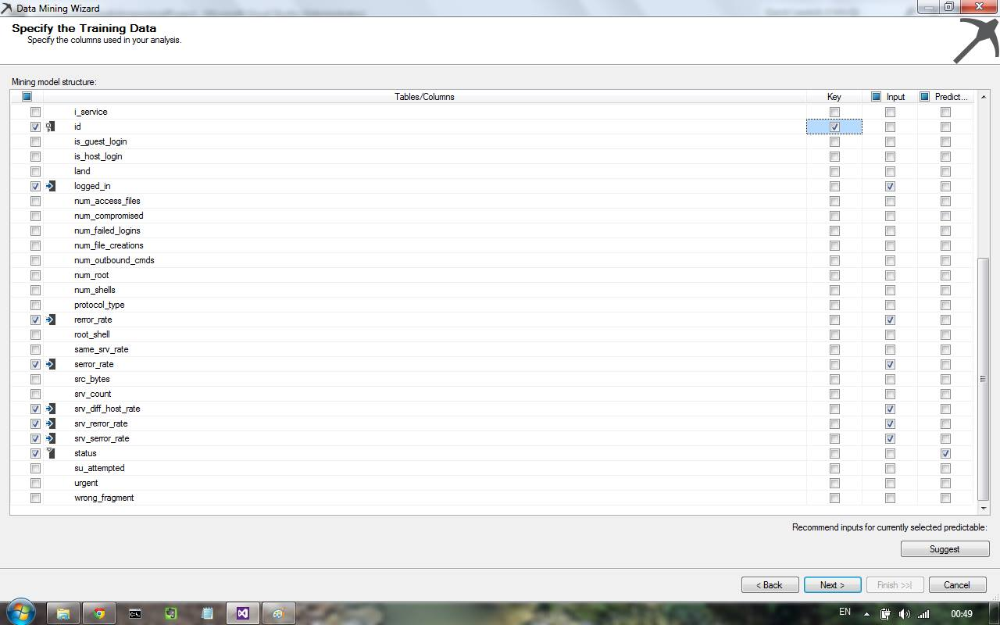 Data Mining Wizard
Specify the Training Data
Specify the columns used in your analysis.
Mining model structure:
Tables/Columns Key Input Predict...
i_service
id
is_guest_login
is_host_login
land
logged_in
num_access_files
num_compromised
num_failed_logins
num_file_creations
num_outbound_cmds
num_root
num_shells
protocol_type
rerror_rate
root_shell
same_srv_rate
serror_rate
src_bytes
srv_count
srv_diff_host_rate
srv_rerror_rate
srv_serror_rate
status
su_attempted
urgent
wrong_fragment
Recommend inputs for currently selected predictable:
Suggest
< Back Next > Finish >>| Cancel
EN 00:49